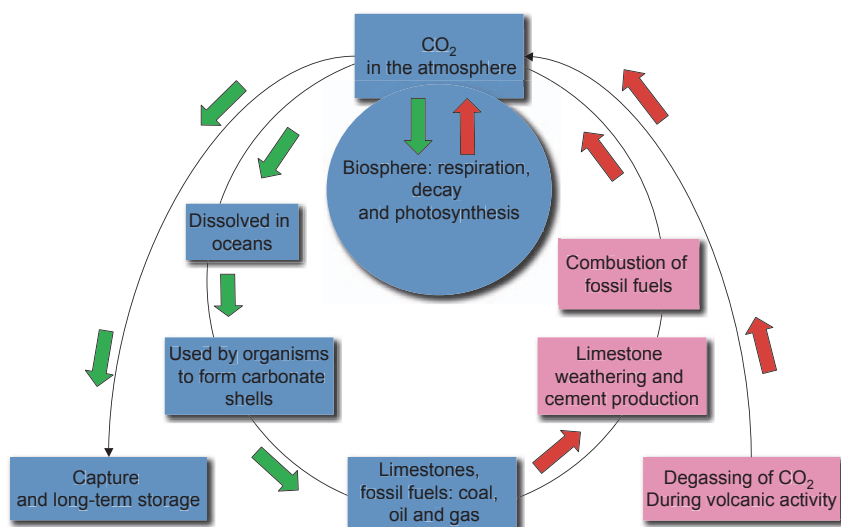 CO₂
in the atmosphere
Biosphere: respiration,
decay
and photosynthesis
Dissolved in
oceans
Combustion of
fossil fuels
Used by organisms
to form carbonate
shells
Limestone
weathering and
cement production
Capture
and long-term storage
Limestones,
fossil fuels: coal,
oil and gas
Degassing of CO₂
During volcanic activity